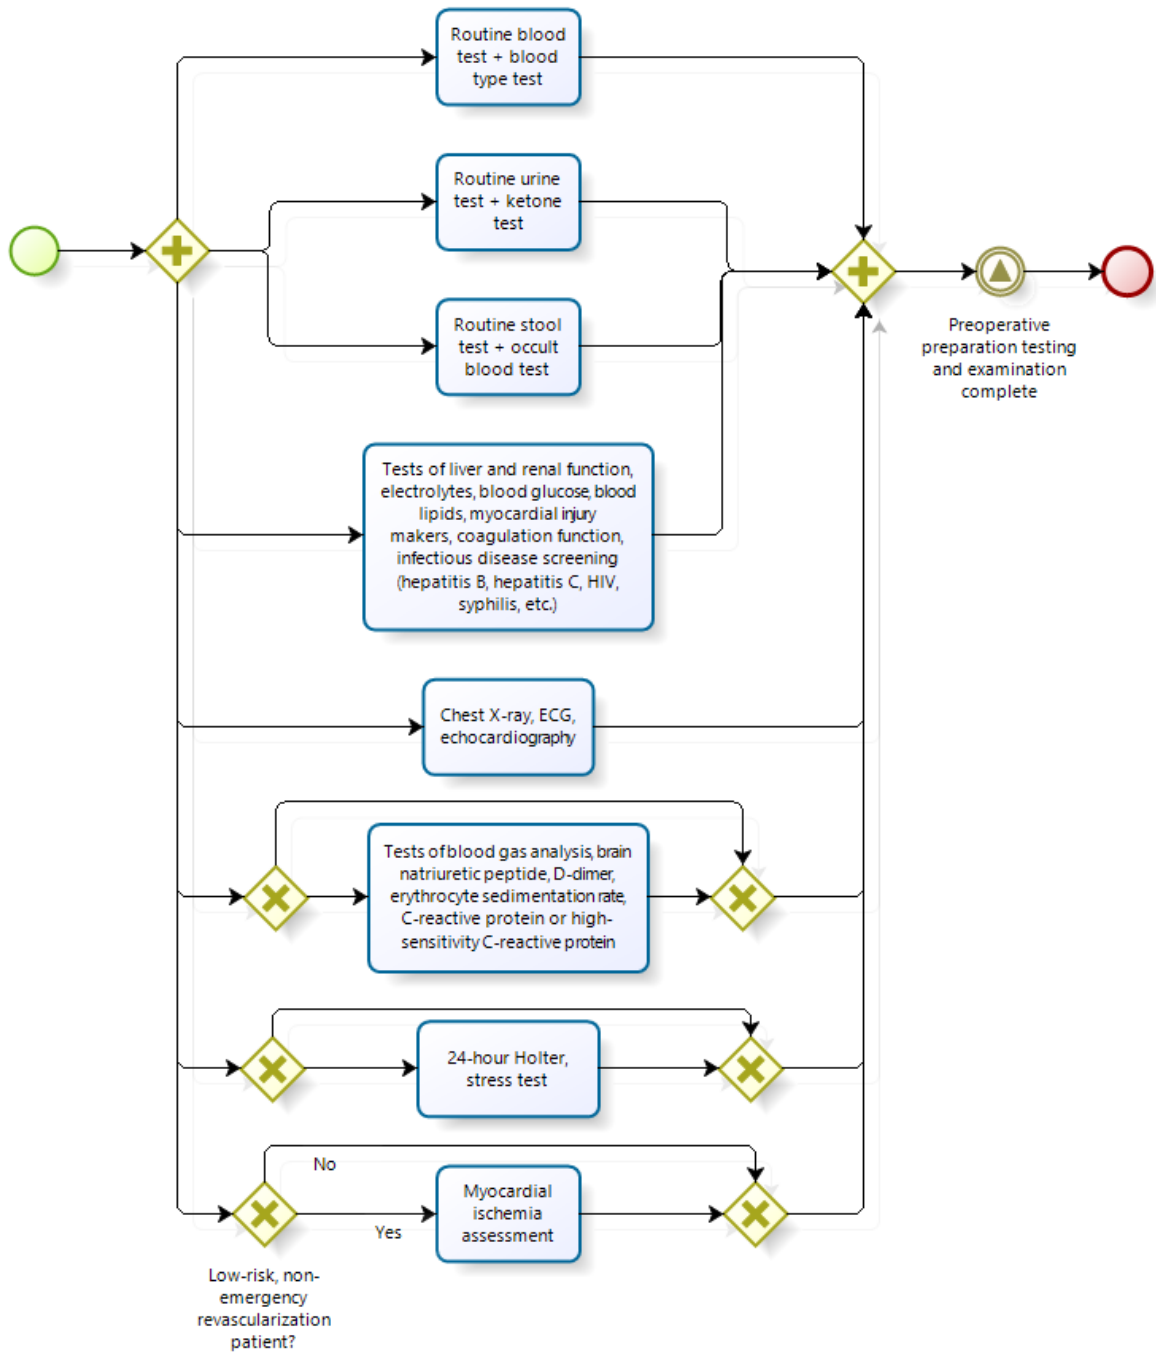 Routine blood
test + blood
type test
Routine urine
test + ketone
test
Routine stool
test + occult
blood test
Preoperative
preparation testing
and examination
complete
Tests of liver and renal function,
electrolytes, blood glucose, blood
lipids, myocardial injury
makers, coagulation function,
infectious disease screening
(hepatitis B, hepatitis C, HIV,
syphilis, etc.)
Chest X-ray, ECG,
echocardiography
Tests of blood gas analysis, brain
natriuretic peptide, D-dimer,
erythrocyte sedimentation rate,
C-reactive protein or high-
sensitivity C-reactive protein
24-hour Holter,
stress test
No
Yes
Myocardial
ischemia
assessment
Low-risk, non-
emergency
revascularization
patient?